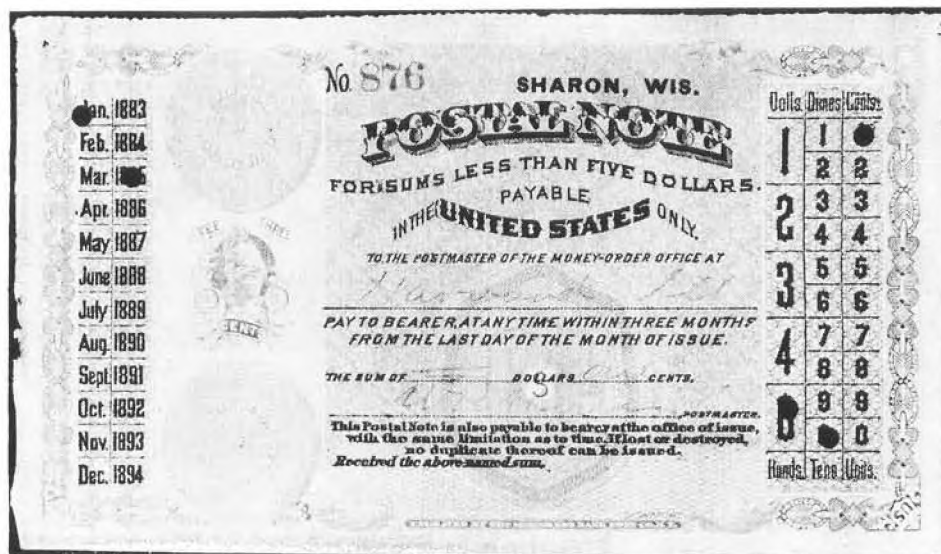 No. 876
SHARON, WIS.
POSTAL NOTE
FOR SUMS LESS THAN FIVE DOLLARS.
PAYABLE
IN THE UNITED STATES ONLY.
TO THE POSTMASTER OF THE MONEY-ORDER OFFICE AT
PAY TO BEARER, AT ANY TIME WITHIN THREE MONTHS
FROM THE LAST DAY OF THE MONTH OF ISSUE.
THE SUM OF DOLLARS CENTS.
POSTMASTER.
This Postal Note is also payable to bearer at the office of issue,
with the same limitation as to time. If lost or destroyed,
no duplicate thereof can be issued.
Received the above-named sum,
Jan. 1883
Feb. 1884
Mar.
Apr. 1886
May 1887
June 1888
July 1889
Aug. 1890
Sept. 1891
Oct. 1892
Nov. 1893
Dec. 1894
THREE
CENTS
Dolls. Dimes Cents.
1 1
2 2
2 3 3
4 4
3 5 5
6 6
4 7 7
8 8
0 9 9
0
Hunds. Tens Units.